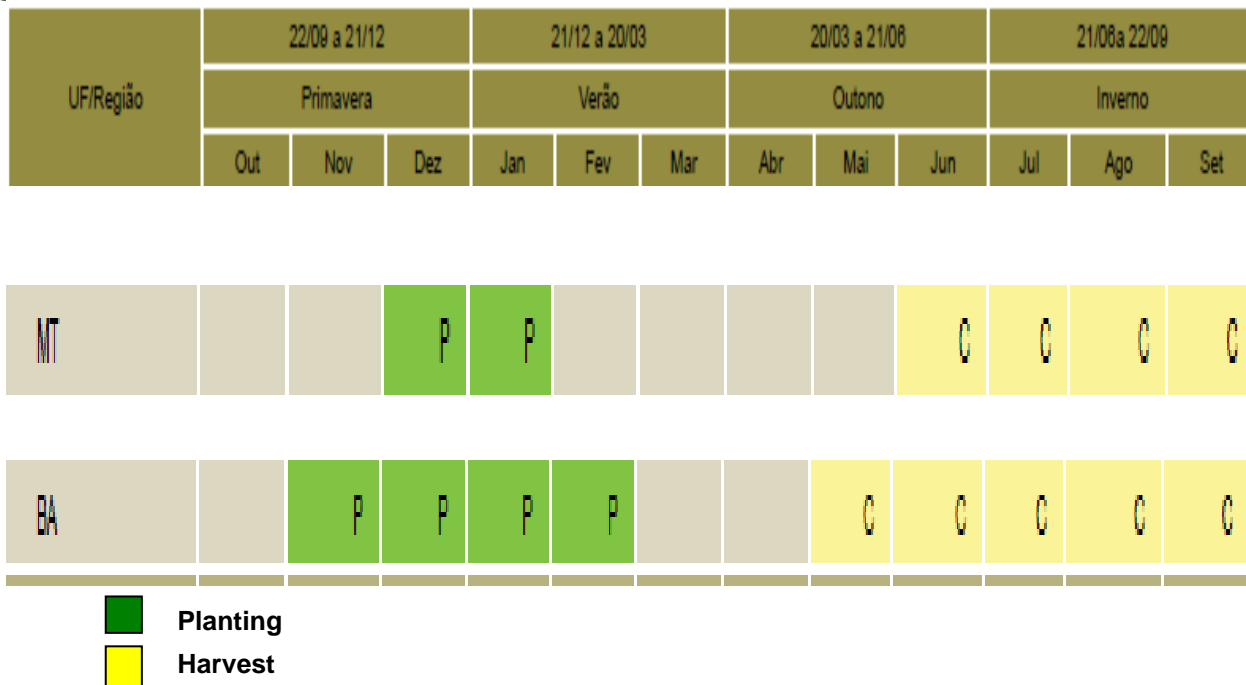 22/09 a 21/12 21/12 a 20/03 20/03 a 21/06 21/06a 22/09
UF/Região Primavera Verão Outono Inverno
Out Nov Dez Jan Fev Mar Abr Mai Jun Jul Ago Set
MT P P C C C C
BA P P P P C C C C C
Planting
Harvest